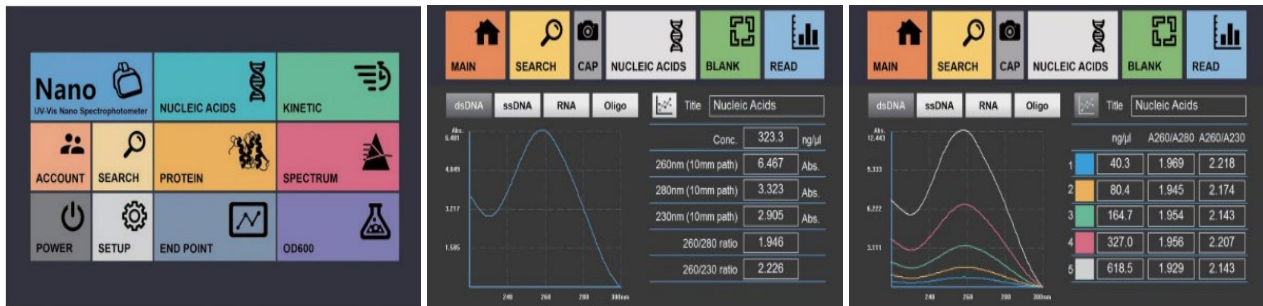 Nano
UV-Vis Nano Spectrophotometer
NUCLEIC ACIDS
KINETIC
ACCOUNT
SEARCH
PROTEIN
SPECTRUM
POWER
SETUP
END POINT
OD600
MAIN
SEARCH
CAP
NUCLEIC ACIDS
BLANK
READ
dsDNA ssDNA RNA Oligo Title Nucleic Acids
Abs.
4.849
3.217
1.585
240 260 280 300nm
Conc. 323.3 ng/µl
260nm (10mm path) 6.467 Abs.
280nm (10mm path) 3.323 Abs.
230nm (10mm path) 2.905 Abs.
260/280 ratio 1.946
260/230 ratio 2.226
MAIN
SEARCH
CAP
NUCLEIC ACIDS
BLANK
READ
dsDNA ssDNA RNA Oligo Title Nucleic Acids
Abs.
12.443
6.222
3.111
240 260 280 300nm
ng/µl A260/A280 A260/A230
1 40.3 1.969 2.218
2 80.4 1.945 2.174
3 164.7 1.954 2.143
4 327.0 1.956 2.207
5 618.5 1.929 2.143